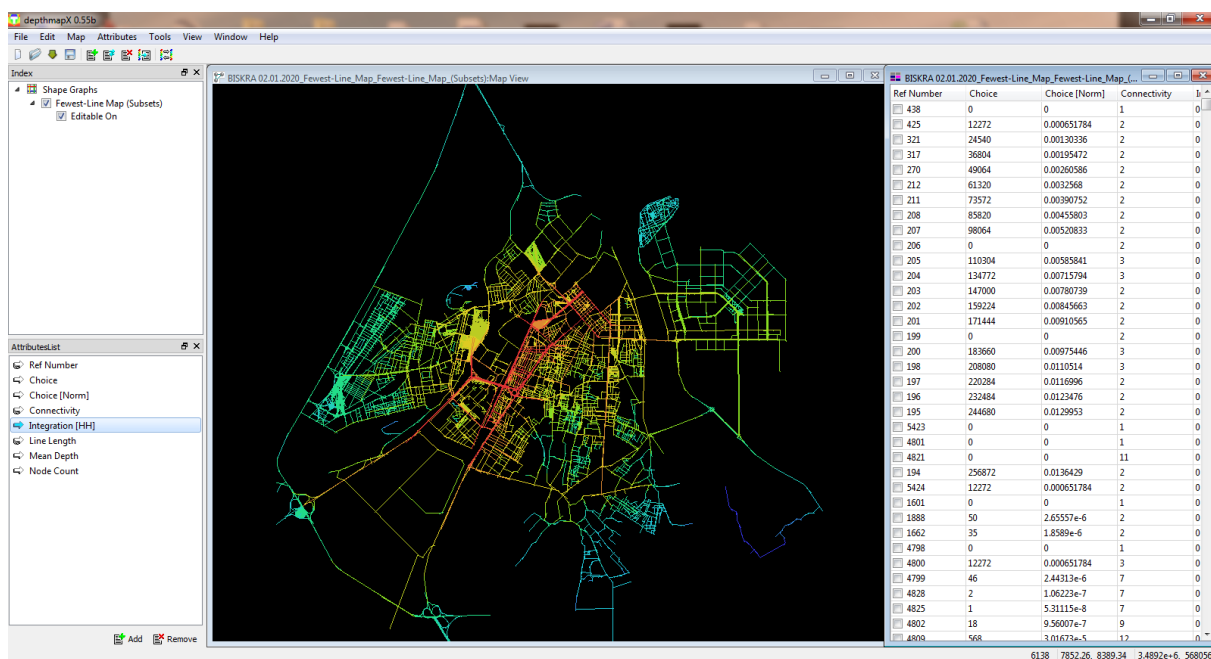 depthmapX 0.55b
File Edit Map Attributes Tools View Window Help
Index
Shape Graphs
Fewest-Line Map (Subsets)
Editable On
AttributesList
Ref Number
Choice
Choice [Norm]
Connectivity
Integration [HH]
Line Length
Mean Depth
Node Count
Add Remove
BISKRA 02.01.2020_Fewest-Line_Map_Fewest-Line_Map_(Subsets):Map View
BISKRA 02.01.2020_Fewest-Line_Map_Fewest-Line_Map_(...
Ref Number Choice Choice [Norm] Connectivity
438 0 0 1 0
425 12272 0.000651784 2 0
321 24540 0.00130336 2 0
317 36804 0.00195472 2 0
270 49064 0.00260586 2 0
212 61320 0.0032568 2 0
211 73572 0.00390752 2 0
208 85820 0.00455803 2 0
207 98064 0.00520833 2 0
206 0 0 2 0
205 110304 0.00585841 3 0
204 134772 0.00715794 3 0
203 147000 0.00780739 2 0
202 159224 0.00845663 2 0
201 171444 0.00910565 2 0
199 0 0 2 0
200 183660 0.00975446 3 0
198 208080 0.0110514 3 0
197 220284 0.0116996 2 0
196 232484 0.0123476 2 0
195 244680 0.0129953 2 0
5423 0 0 1 0
4801 0 0 1 0
4821 0 0 11 0
194 256872 0.0136429 2 0
5424 12272 0.000651784 2 0
1601 0 0 1 0
1888 50 2.65557e-6 2 0
1662 35 1.8589e-6 2 0
4798 0 0 1 0
4800 12272 0.000651784 3 0
4799 46 2.44313e-6 7 0
4828 2 1.06223e-7 7 0
4825 1 5.31115e-8 7 0
4802 18 9.56007e-7 9 0
4809 568 3.01673e-5 12 0
6138 7852.26, 8389.34 3.4892e+6, 568056